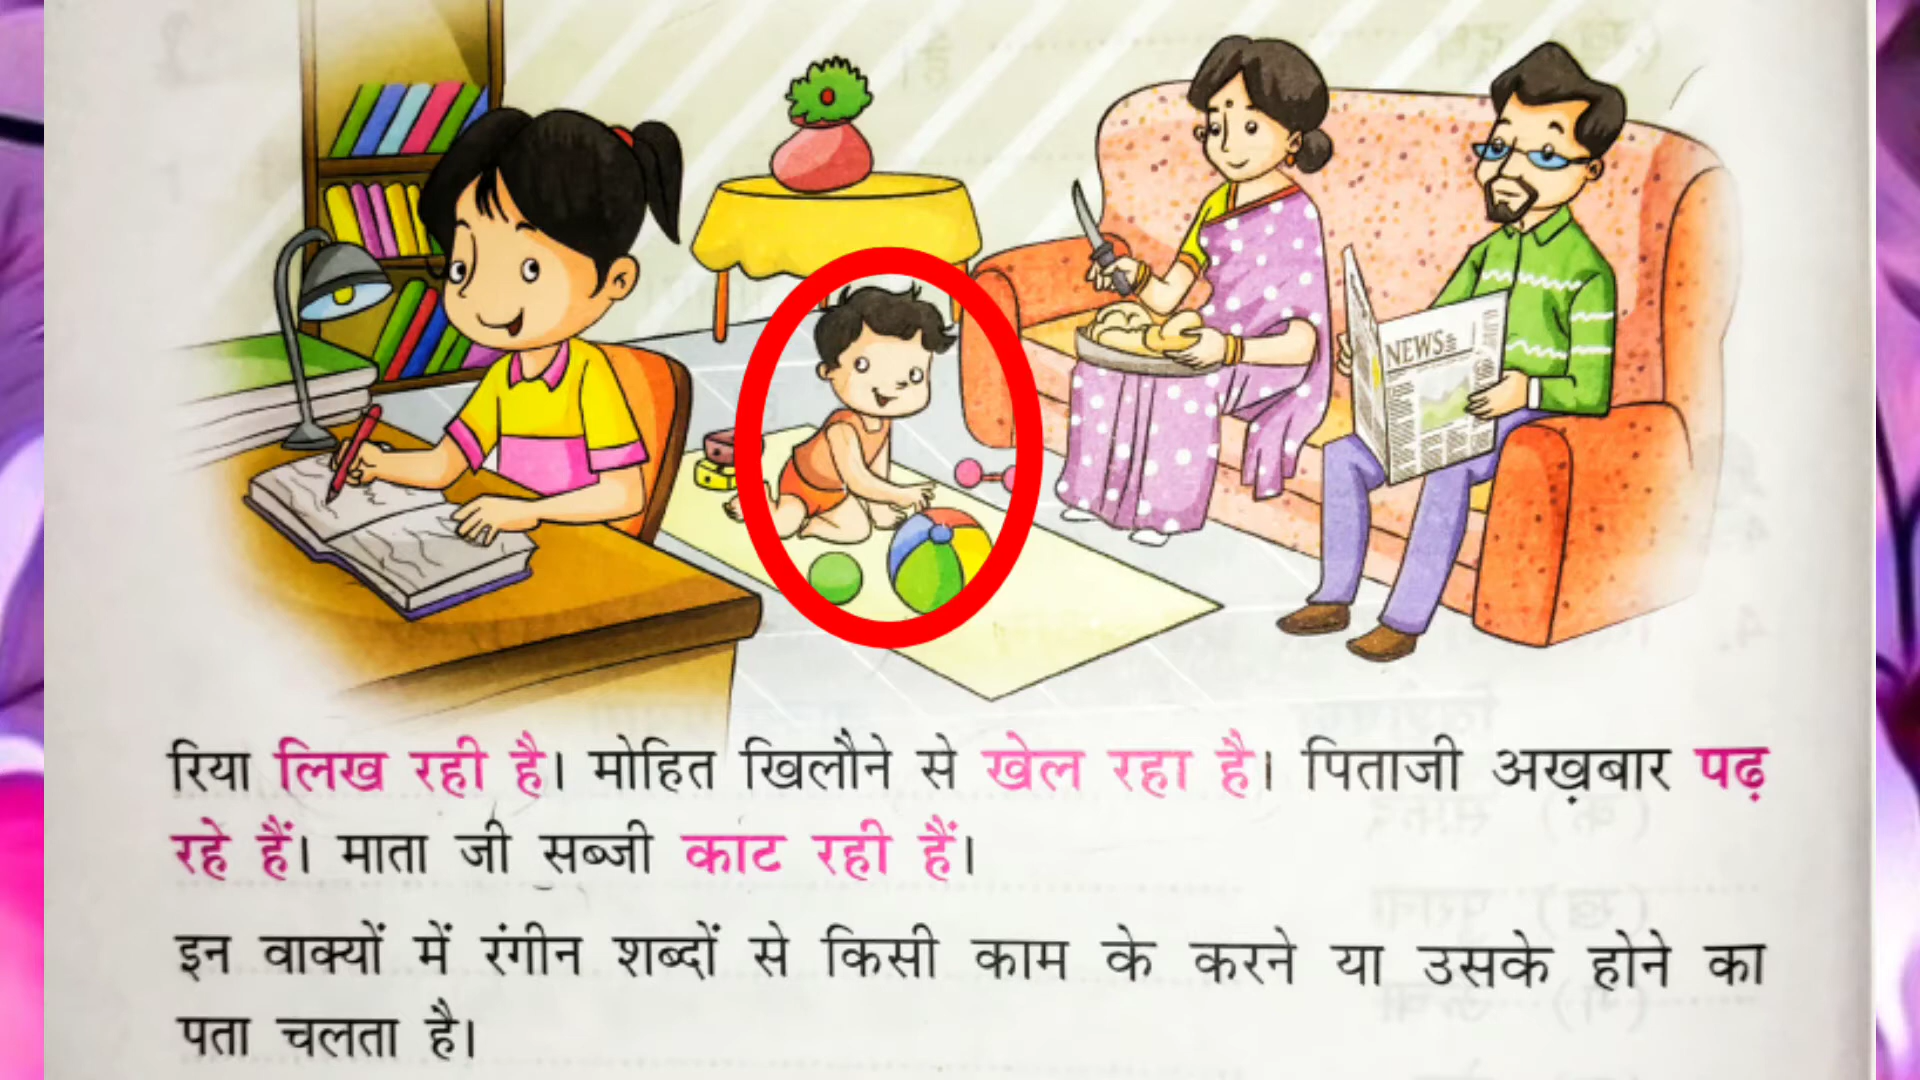 NEWS
रिया लिख रही है। मोहित खिलौने से खेल रहा है। पिताजी अख़बार पढ़
रहे हैं। माता जी सब्जी काट रही हैं।
इन वाक्यों में रंगीन शब्दों से किसी काम के करने या उसके होने का
पता चलता है।